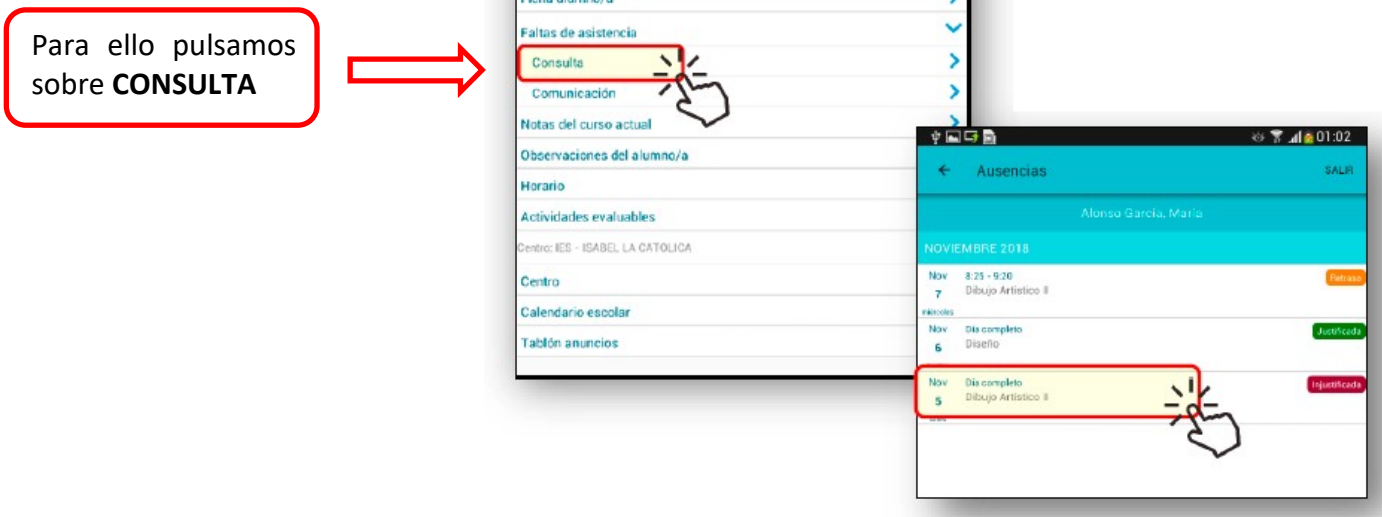 Para ello pulsamos
sobre CONSULTA
Menú alumno/a
Faltas de asistencia
Consulta
Comunicación
Notas del curso actual
Observaciones del alumno/a
Horario
Actividades evaluables
Centro: IES - ISABEL LA CATOLICA
Centro
Calendario escolar
Tablón anuncios
01:02
Ausencias
SALIR
Alonso García, María
NOVIEMBRE 2018
Nov 8:25 - 9:20 Retraso
7 Dibujo Artístico II
miércoles
Nov Día completo Justificada
6 Diseño
Nov Día completo Injustificada
5 Dibujo Artístico II